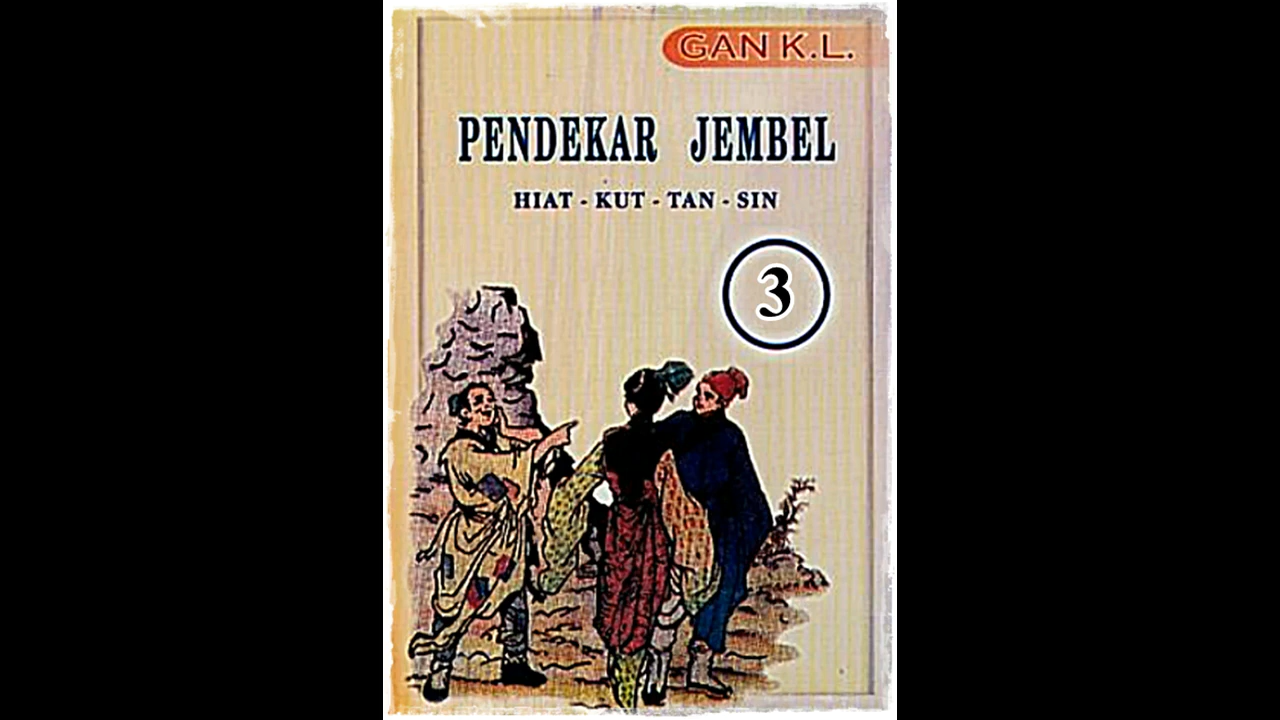 GAN K.L.
PENDEKAR JEMBEL
HIAT - KUT - TAN - SIN
3